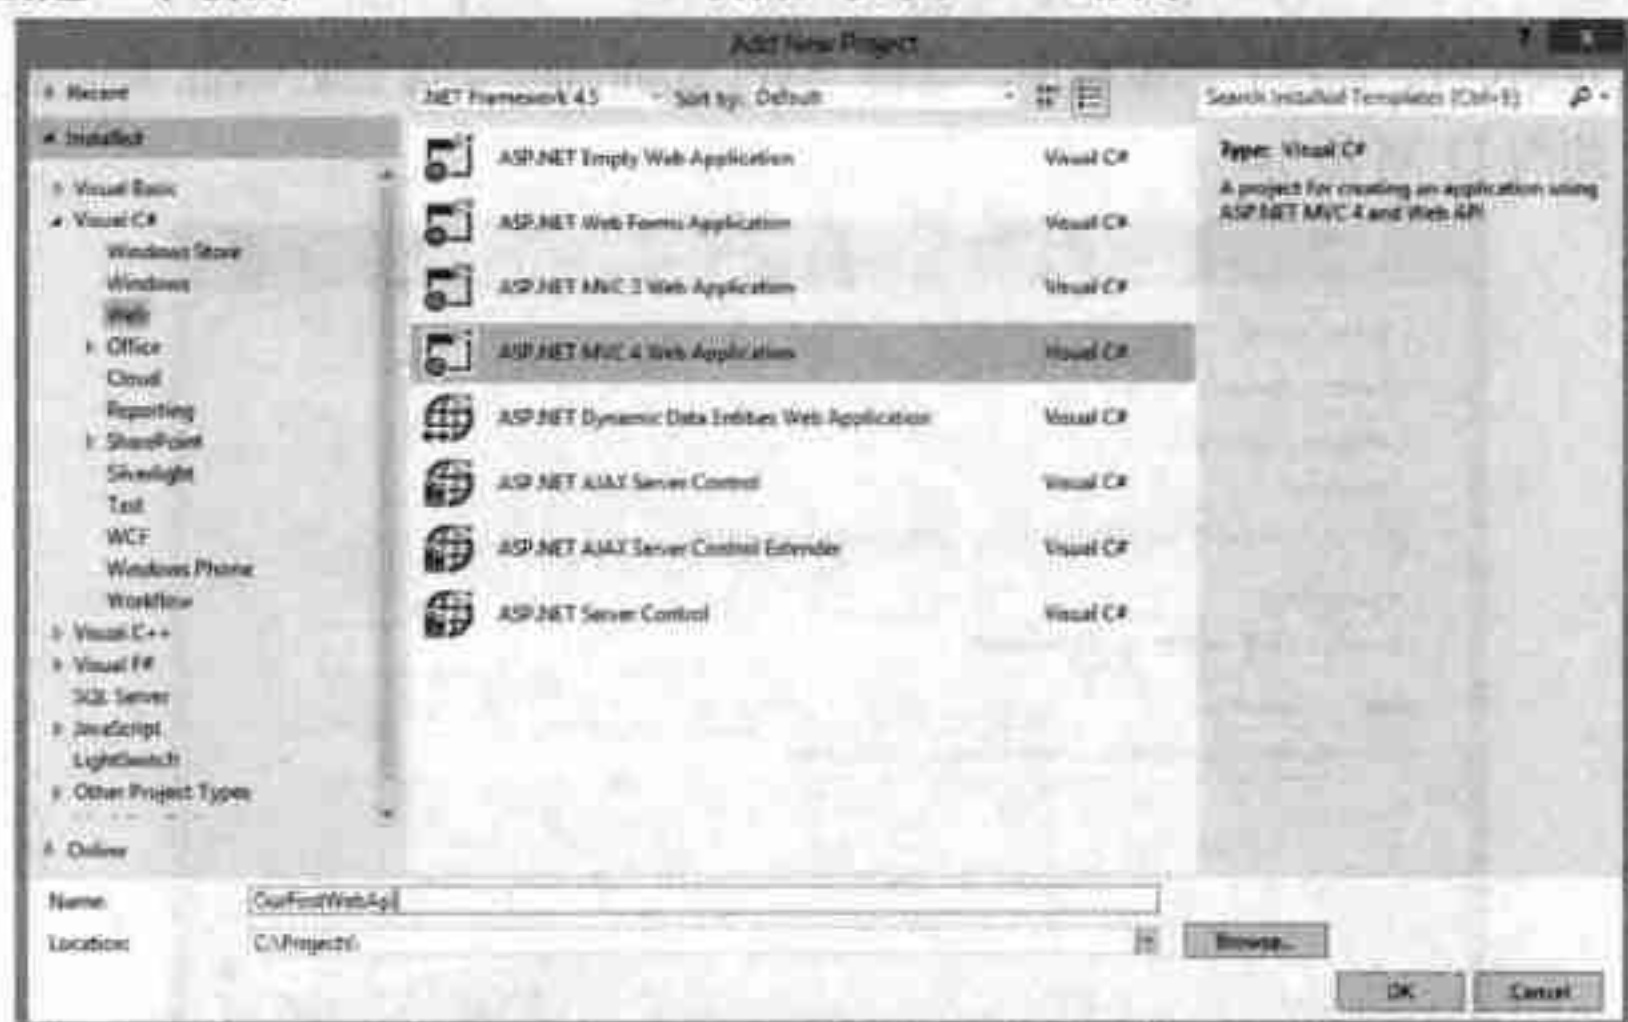 Add New Project
?
Recent
.NET Framework 4.5
Sort by: Default
Search Installed Templates (Ctrl+E)
Installed
Visual Basic
Visual C#
Windows Store
Windows
Web
Office
Cloud
Reporting
SharePoint
Silverlight
Test
WCF
Windows Phone
Workflow
Visual C++
Visual F#
SQL Server
JavaScript
LightSwitch
Other Project Types
Online
ASP.NET Empty Web Application Visual C#
ASP.NET Web Forms Application Visual C#
ASP.NET MVC 3 Web Application Visual C#
ASP.NET MVC 4 Web Application Visual C#
ASP.NET Dynamic Data Entities Web Application Visual C#
ASP.NET AJAX Server Control Visual C#
ASP.NET AJAX Server Control Extender Visual C#
ASP.NET Server Control Visual C#
Type: Visual C#
A project for creating an application using
ASP.NET MVC 4 and Web API
Name: OurFirstWebApi
Location: C:\Projects\
Browse...
OK
Cancel